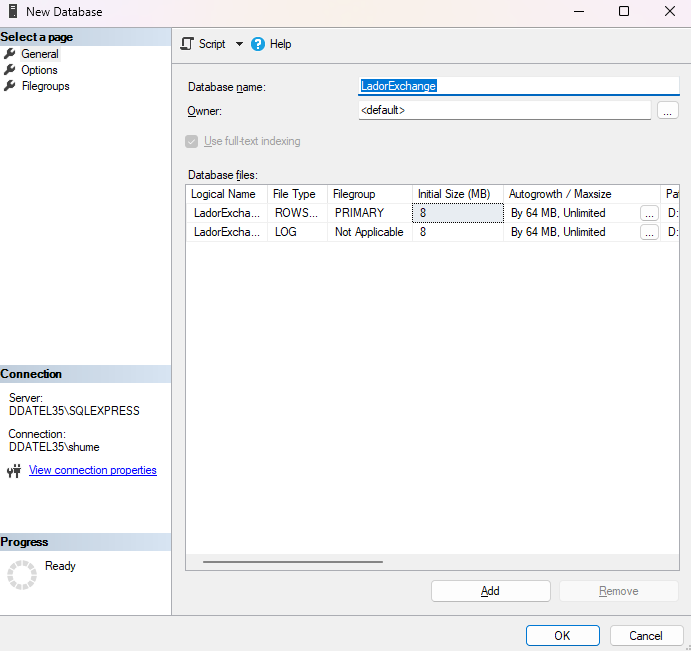 New Database
Select a page
General
Options
Filegroups
Script
Help
Database name:
LadorExchange
Owner:
<default>
...
Use full-text indexing
Database files:
Logical Name File Type Filegroup Initial Size (MB) Autogrowth / Maxsize Pat
LadorExcha... ROWS... PRIMARY 8 By 64 MB, Unlimited ... D:
LadorExcha... LOG Not Applicable 8 By 64 MB, Unlimited ... D:
Connection
Server:
DDATEL35\SQLEXPRESS
Connection:
DDATEL35\shume
View connection properties
Progress
Ready
Add Remove
OK Cancel